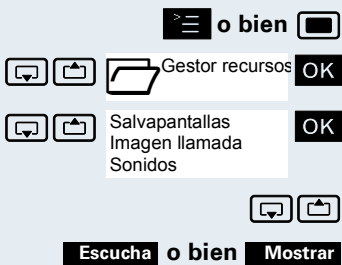 o bien
Gestor recursos OK
Salvapantallas OK
Imagen llamada
Sonidos
Escucha o bien Mostrar